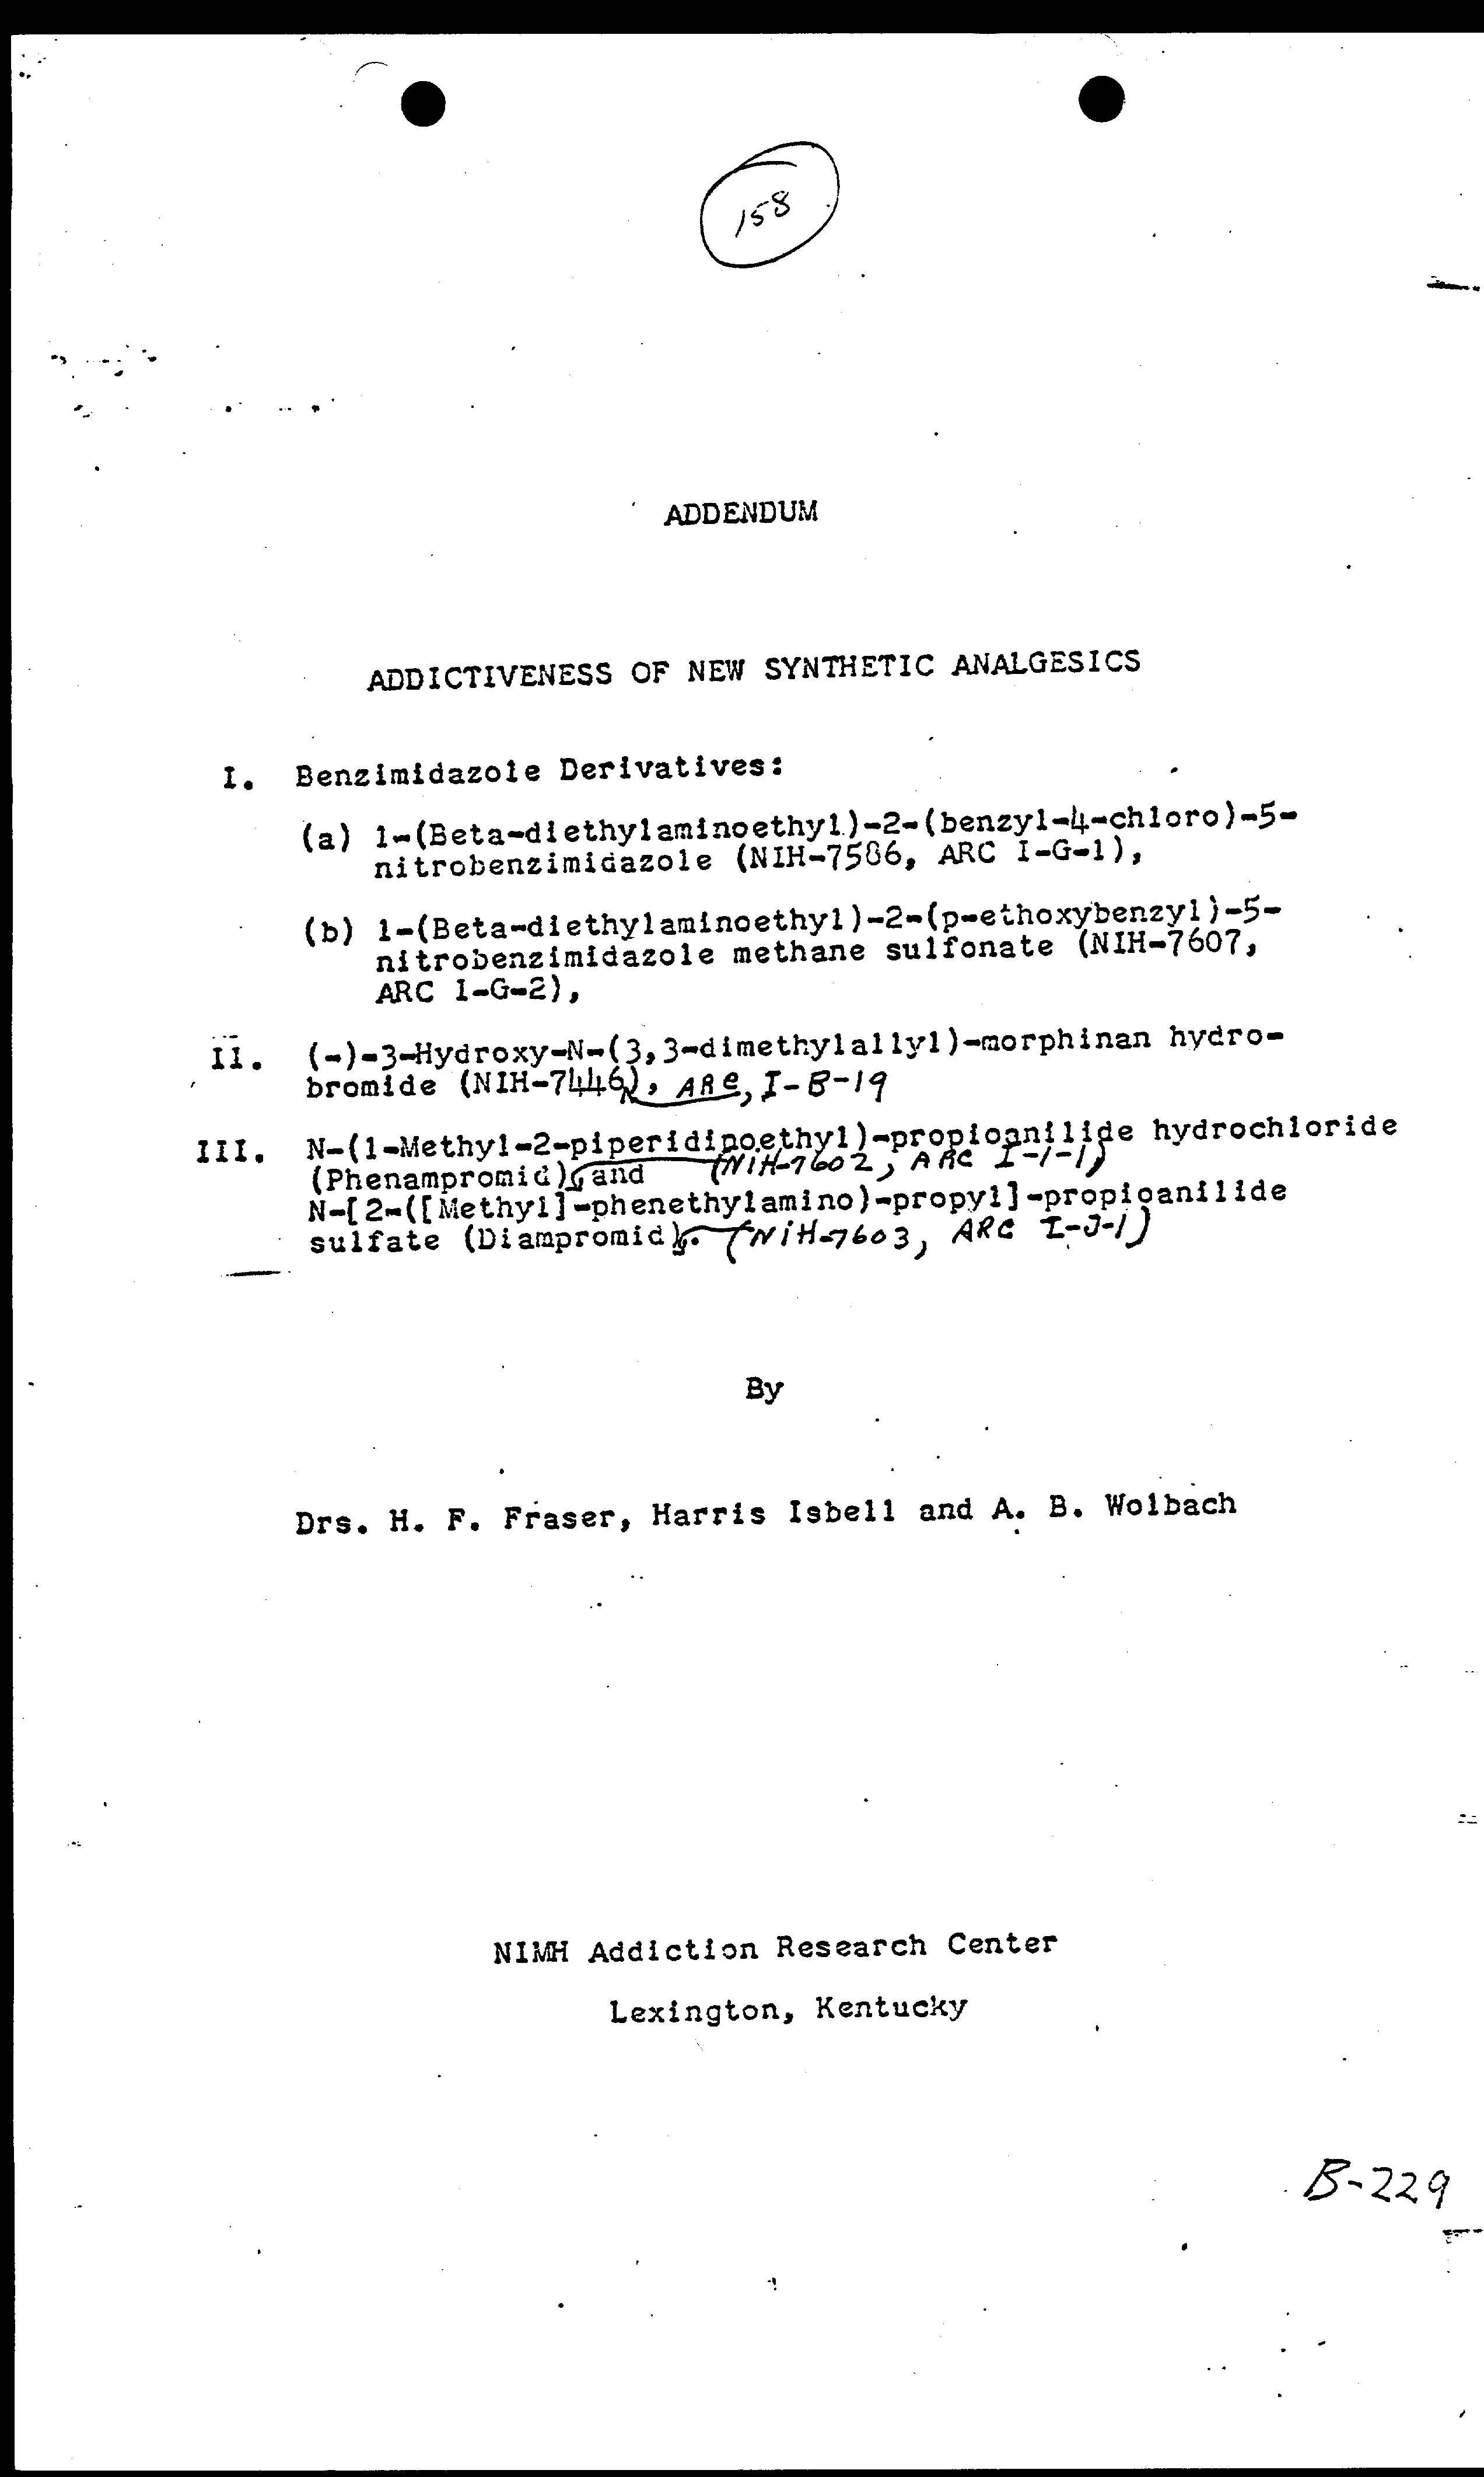 158
ADDENDUM
ADDICTIVENESS OF NEW SYNTHETIC ANALGESICS
I. Benzimidazole Derivatives:
(a) 1-(Beta-diethylaminoethyl)-2-(benzyl-4-chloro)-5-
nitrobenzimidazole (NIH-7586, ARC I-G-1),
(b) 1-(Beta-diethylaminoethyl)-2-(p-ethoxybenzyl)-5-
nitrobenzimidazole methane sulfonate (NIH-7607,
ARC I-G-2),
II. (-)-3-Hydroxy-N-(3,3-dimethylallyl)-morphinan hydro-
bromide (NIH-7446), ARC, I-B-19
III. N-(1-Methyl-2-piperidinoethyl)-propioanilide hydrochloride
(Phenampromid), and (NIH-7602, ARC I-1-1)
N-[2-([Methyl]-phenethylamino)-propyl]-propioanilide
sulfate (Diampromid). (NIH-7603, ARC I-J-1)
By
Drs. H. F. Fraser, Harris Isbell and A. B. Wolbach
NIMH Addiction Research Center
Lexington, Kentucky
B-229